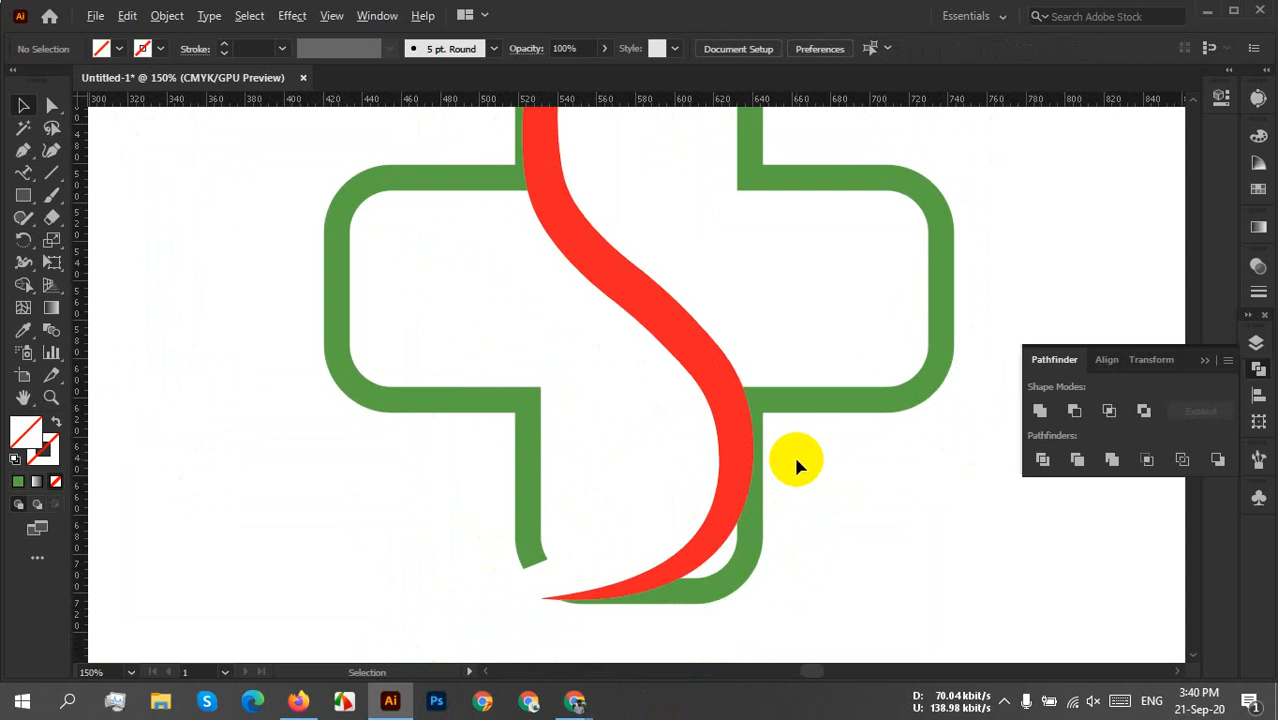 Ai File Edit Object Type Select Effect View Window Help Essentials Search Adobe Stock
No Selection Stroke: 5 pt. Round Opacity: 100% Style: Document Setup Preferences
Untitled-1* @ 150% (CMYK/GPU Preview)
300 320 340 360 380 400 420 440 460 480 500 520 540 560 580 600 620 640 660 680 700 720 740 760 780 800 820 840
Pathfinder Align Transform
Shape Modes:
Expand
Pathfinders:
150% 1 Selection
S Ai Ps D: 70.04 kbit/s U: 138.98 kbit/s ENG 3:40 PM 21-Sep-20 1